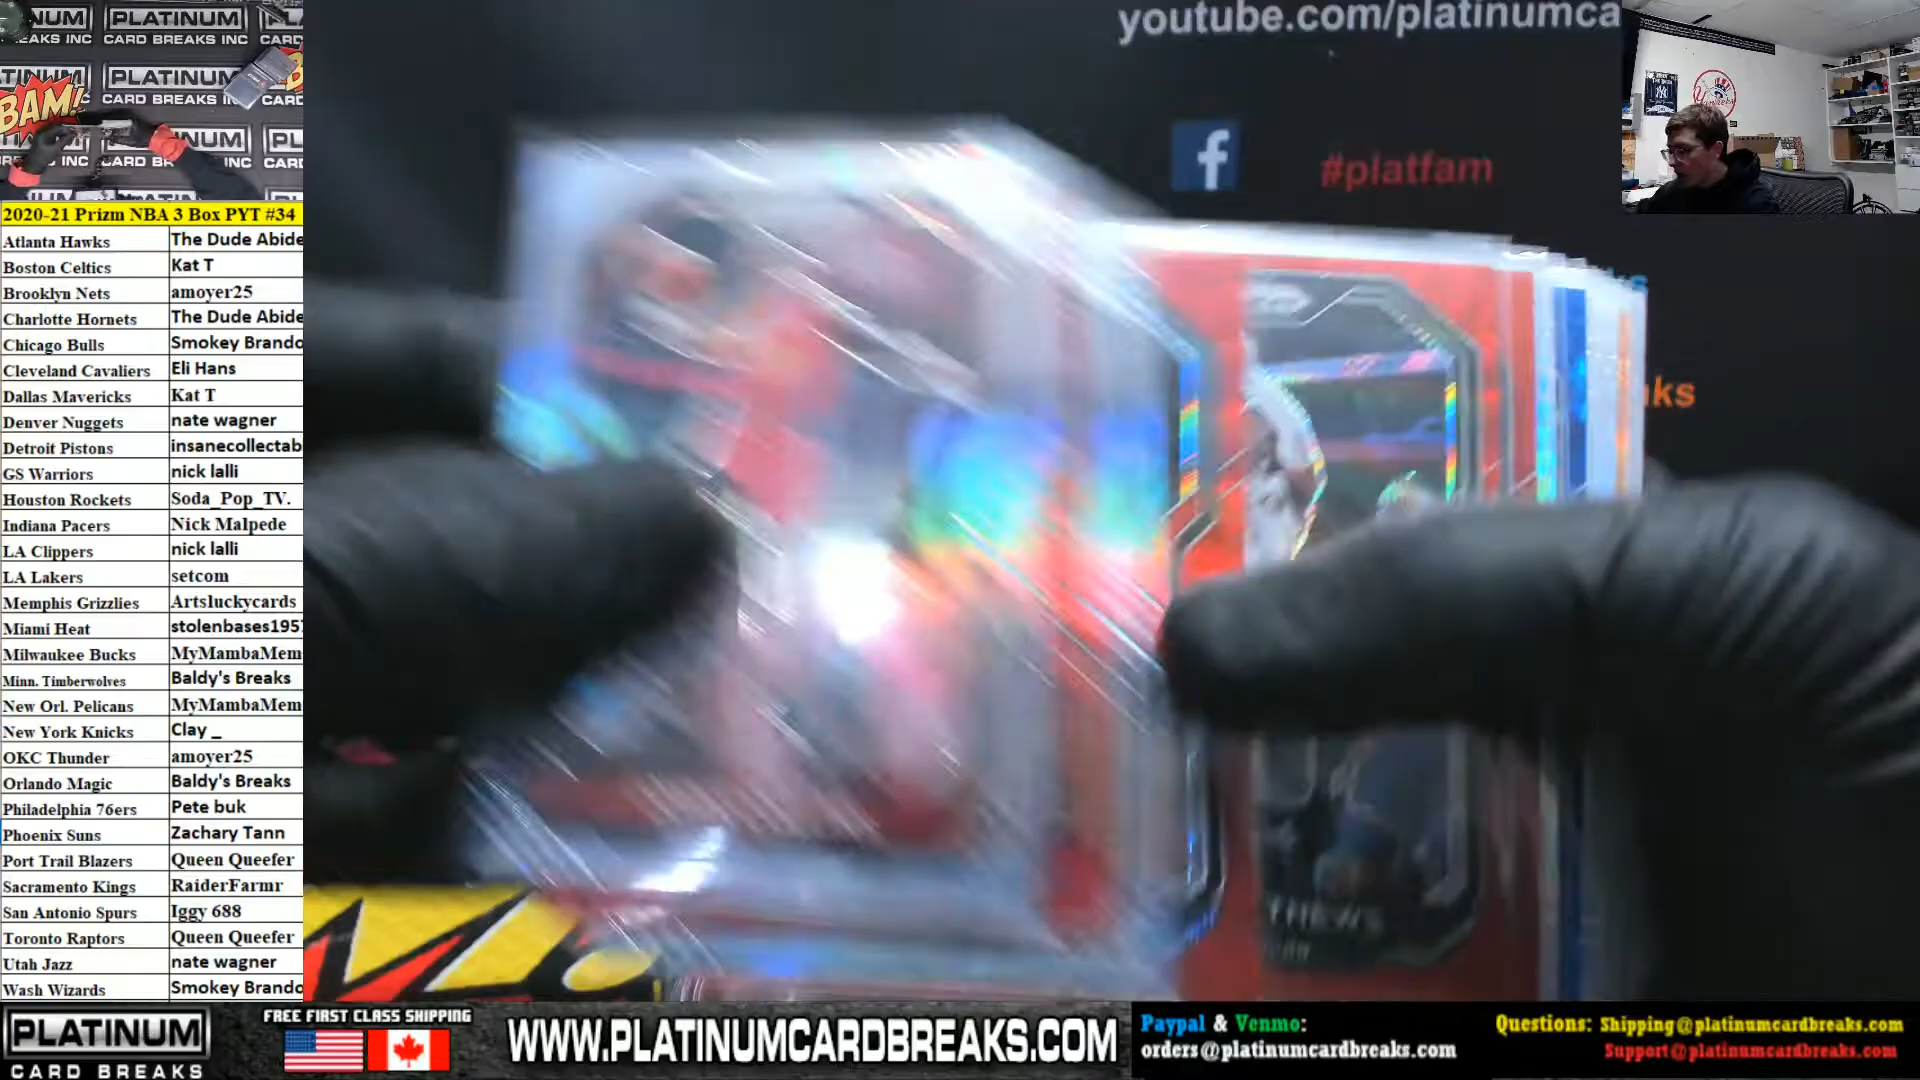 PLATINUM
CARD BREAKS INC
BAM!
youtube.com/platinumca
#platfam
aks
2020-21 Prizm NBA 3 Box PYT #34
Atlanta Hawks The Dude Abide
Boston Celtics Kat T
Brooklyn Nets amoyer25
Charlotte Hornets The Dude Abide
Chicago Bulls Smokey Brando
Cleveland Cavaliers Eli Hans
Dallas Mavericks Kat T
Denver Nuggets nate wagner
Detroit Pistons insanecollectab
GS Warriors nick lalli
Houston Rockets Soda_Pop_TV.
Indiana Pacers Nick Malpede
LA Clippers nick lalli
LA Lakers setcom
Memphis Grizzlies Artsluckycards
Miami Heat stolenbases195
Milwaukee Bucks MyMambaMem
Minn. Timberwolves Baldy's Breaks
New Orl. Pelicans MyMambaMem
New York Knicks Clay _
OKC Thunder amoyer25
Orlando Magic Baldy's Breaks
Philadelphia 76ers Pete buk
Phoenix Suns Zachary Tann
Port Trail Blazers Queen Queefer
Sacramento Kings RaiderFarmr
San Antonio Spurs Iggy 688
Toronto Raptors Queen Queefer
Utah Jazz nate wagner
Wash Wizards Smokey Brando
PLATINUM
CARD BREAKS
FREE FIRST CLASS SHIPPING
WWW.PLATINUMCARDBREAKS.COM
Paypal & Venmo:
orders@platinumcardbreaks.com
Questions: Shipping@platinumcardbreaks.com
Support@platinumcardbreaks.com